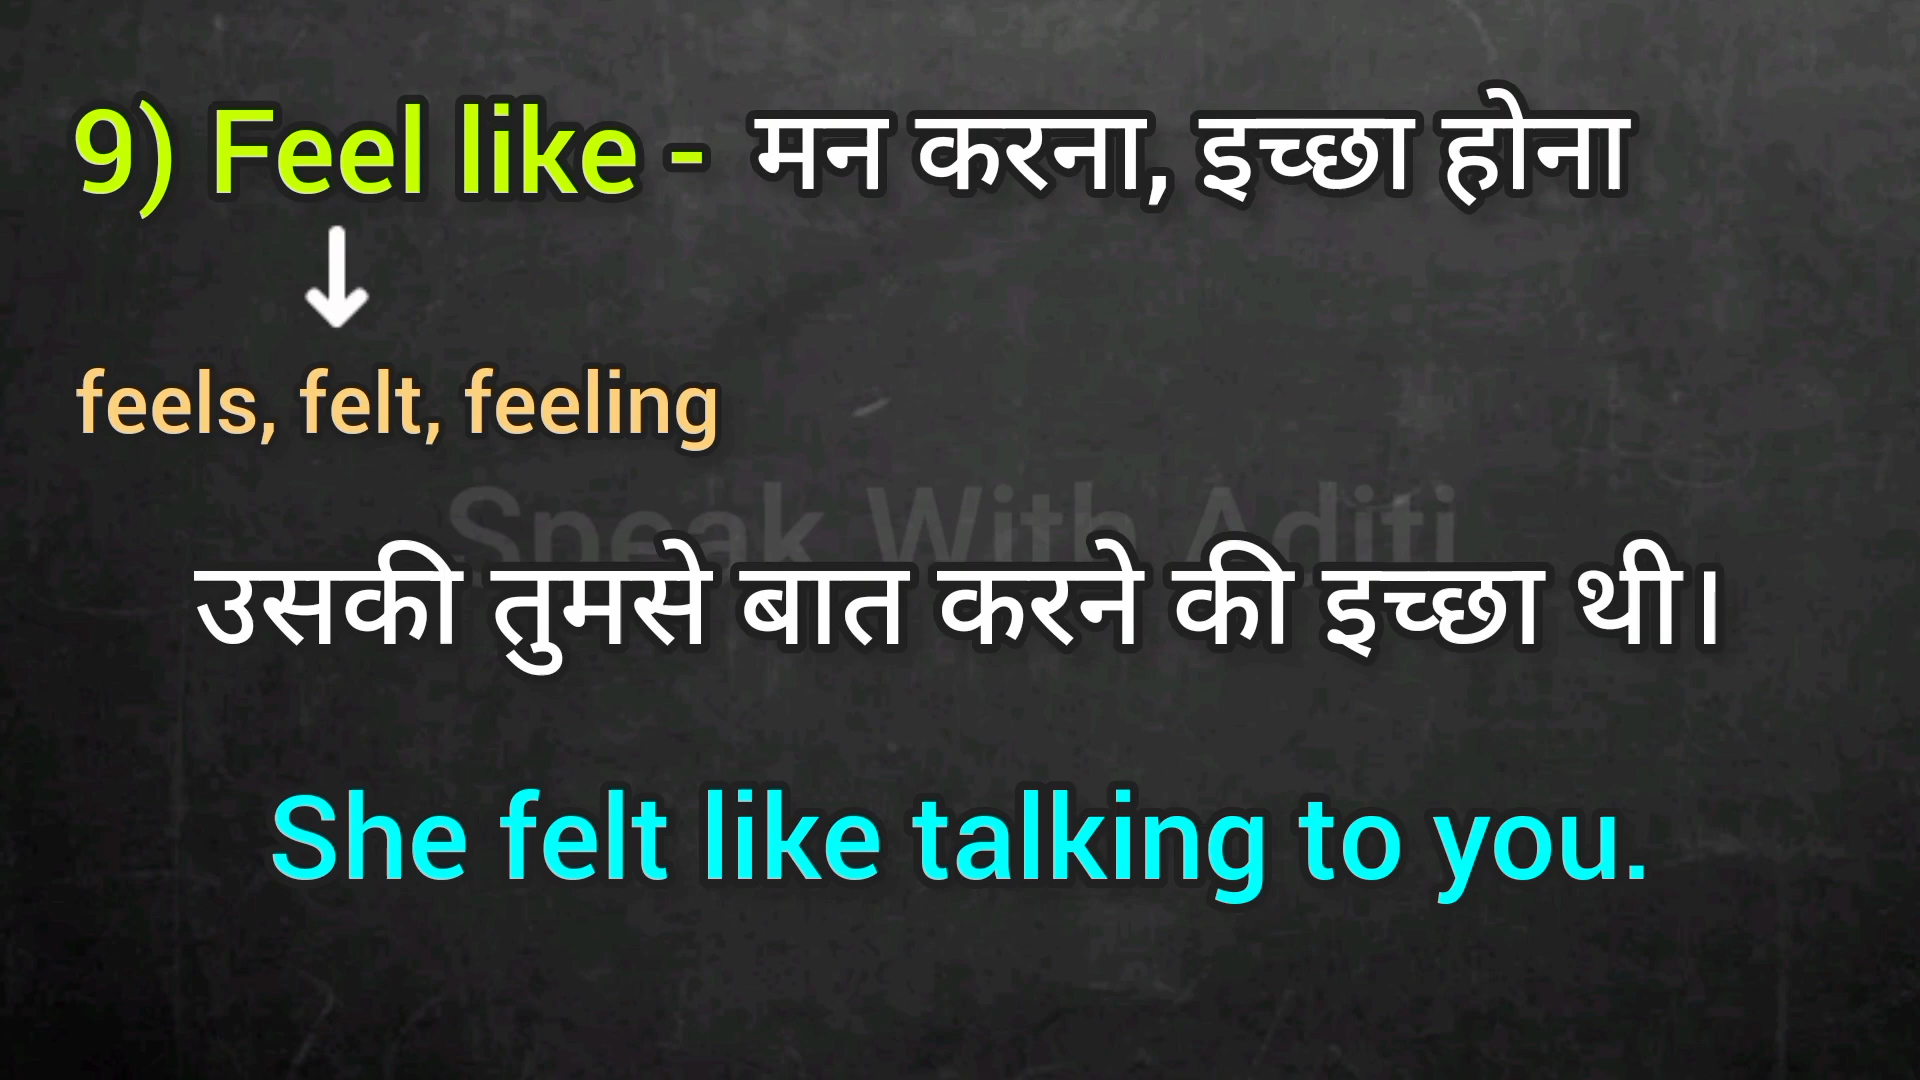 9) Feel like - मन करना, इच्छा होना
feels, felt, feeling
Speak With Aditi
उसकी तुमसे बात करने की इच्छा थी।
She felt like talking to you.